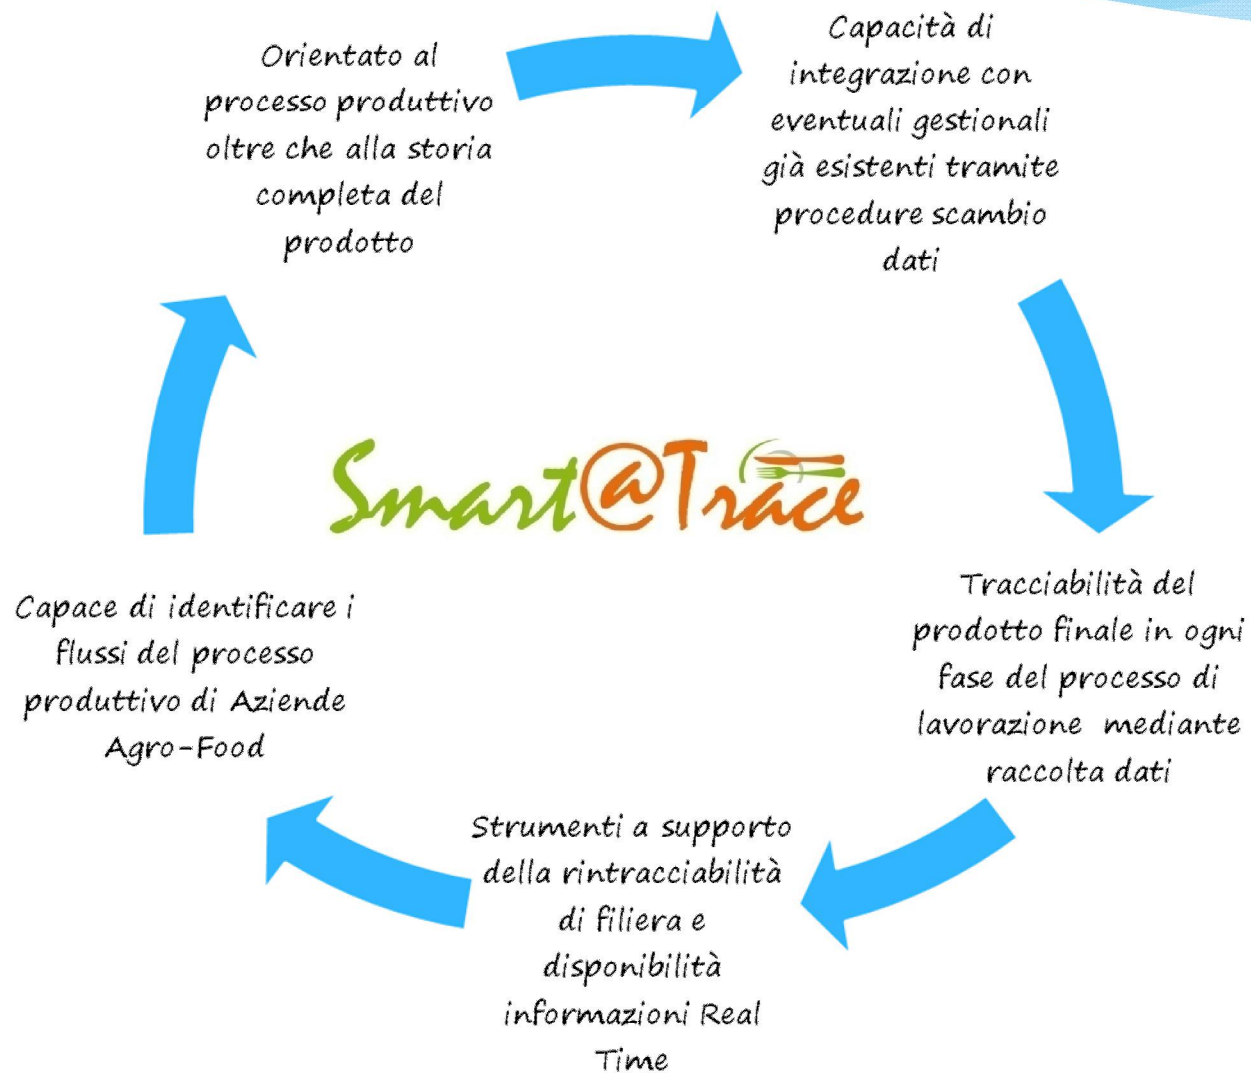 Orientato al
processo produttivo
oltre che alla storia
completa del
prodotto
Capacità di
integrazione con
eventuali gestionali
già esistenti tramite
procedure scambio
dati
Smart@Trace
Tracciabilità del
prodotto finale in ogni
fase del processo di
lavorazione mediante
raccolta dati
Strumenti a supporto
della rintracciabilità
di filiera e
disponibilità
informazioni Real
Time
Capace di identificare i
flussi del processo
produttivo di Aziende
Agro-Food